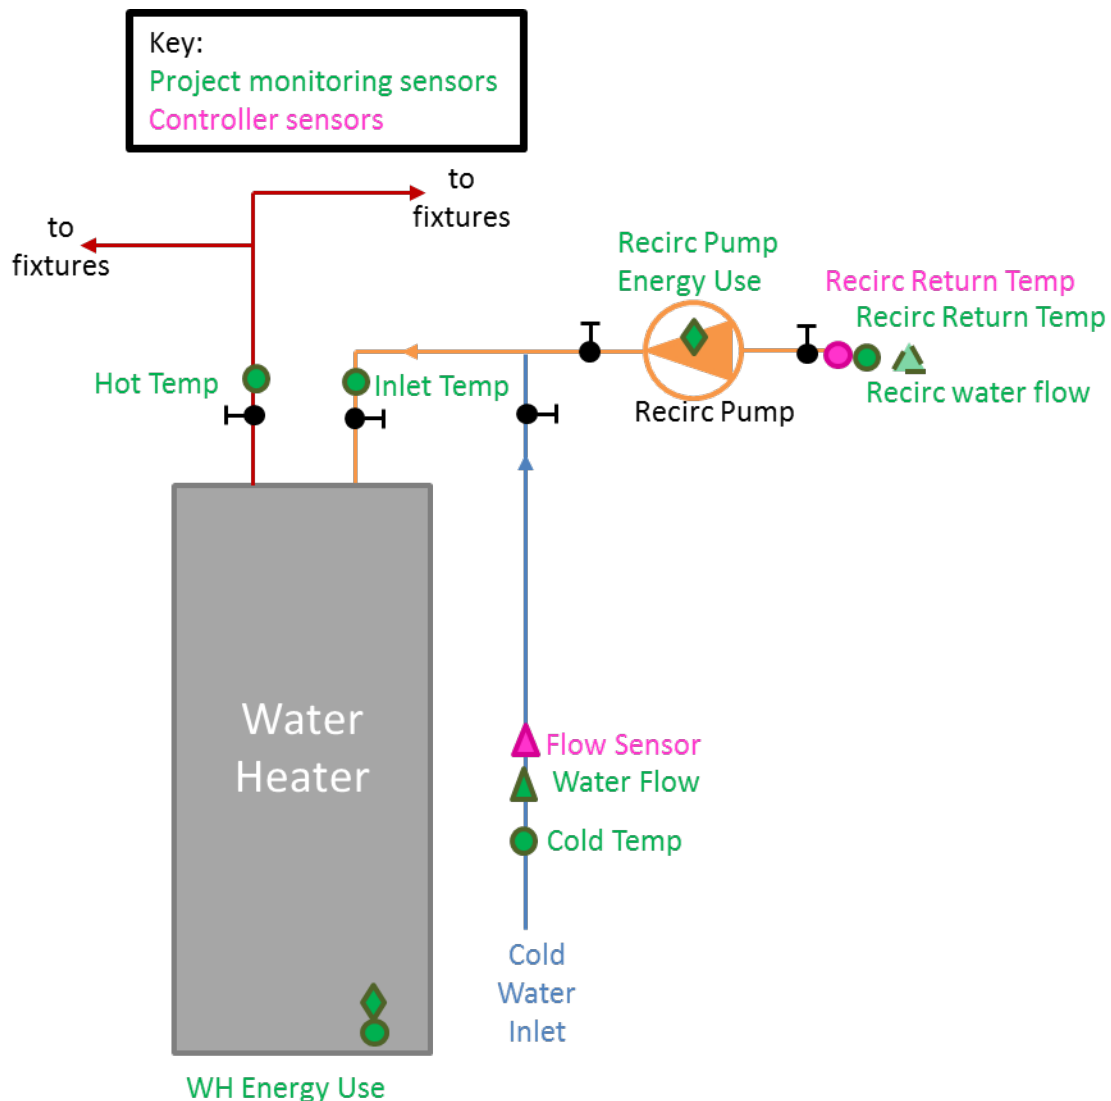 Key:
Project monitoring sensors
Controller sensors
to
fixtures
to
fixtures
Recirc Pump
Energy Use
Recirc Return Temp
Recirc Return Temp
Recirc water flow
Hot Temp
Inlet Temp
Recirc Pump
Water
Heater
Flow Sensor
Water Flow
Cold Temp
Cold
Water
Inlet
WH Energy Use